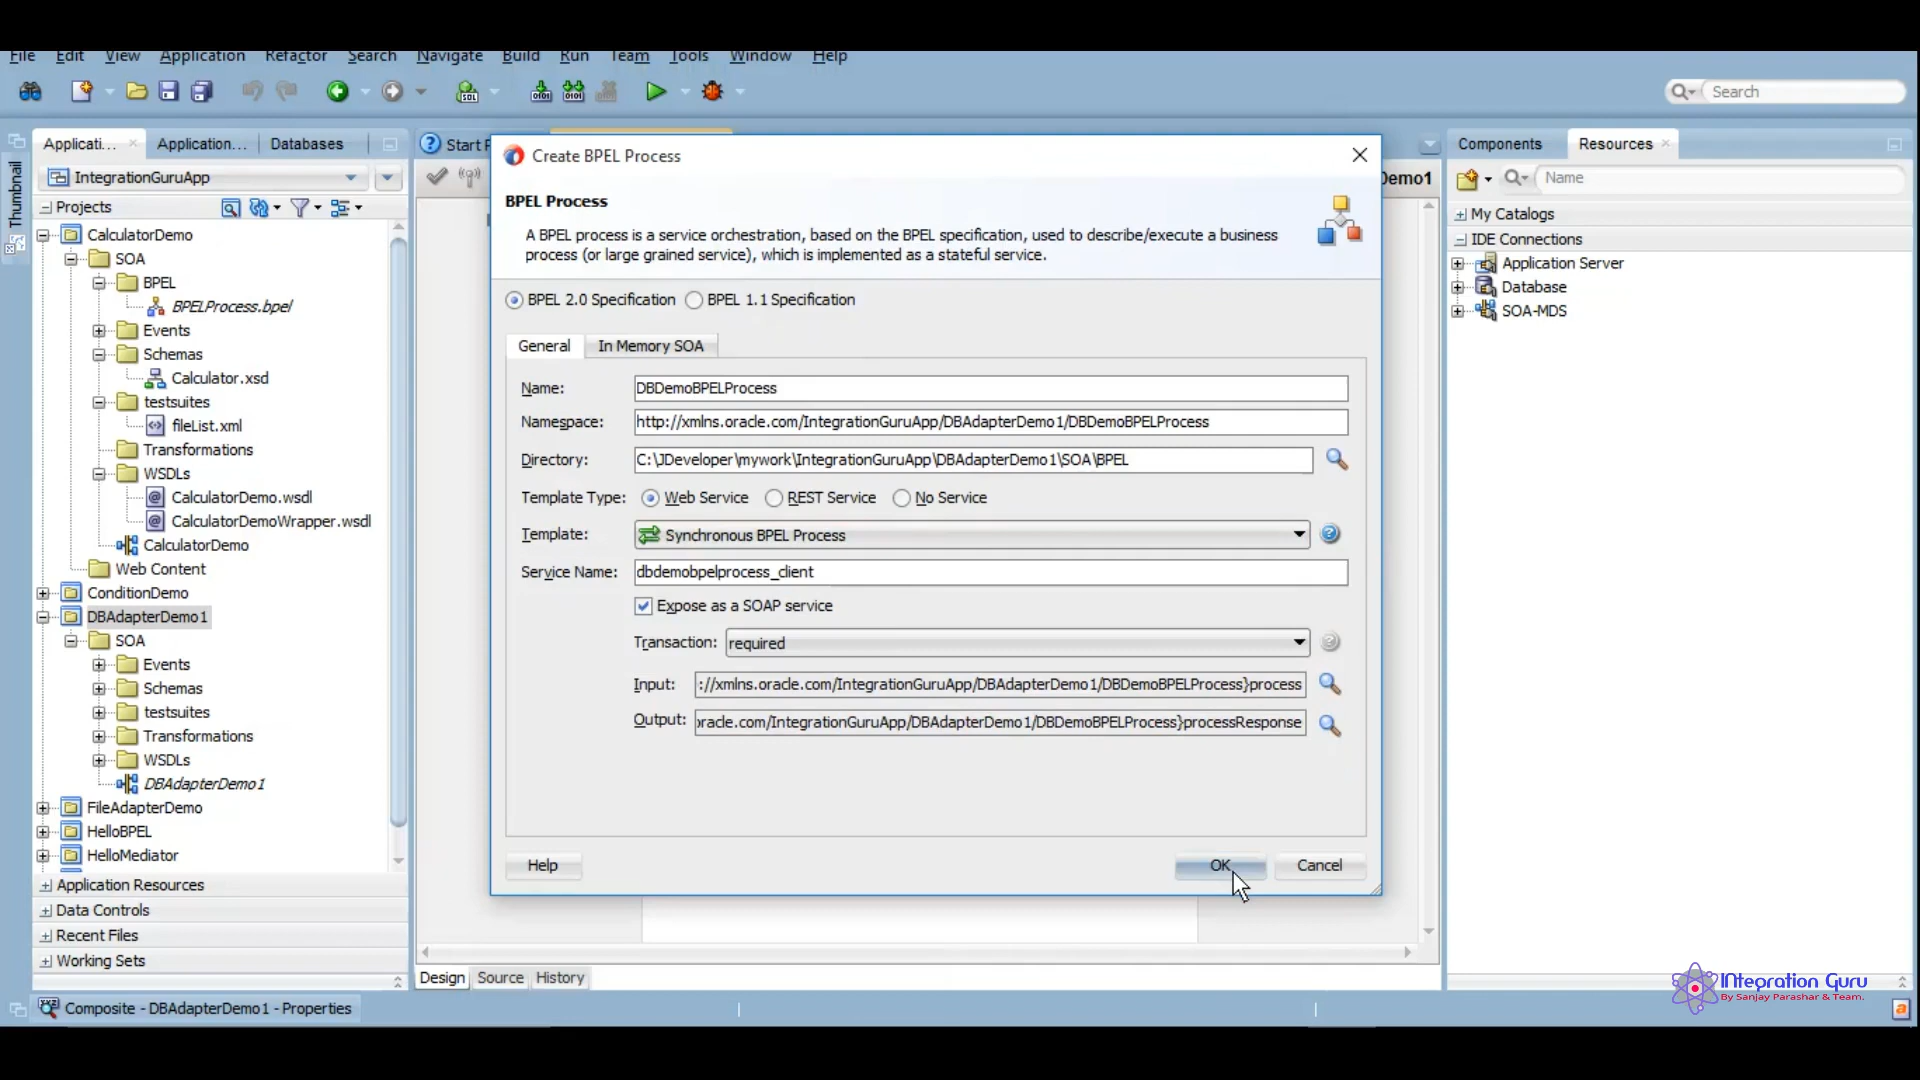 File Edit View Application Refactor Search Navigate Build Run Team Tools Window Help
Search
Thumbnail
Applicati...
Application...
Databases
IntegrationGuruApp
Projects
CalculatorDemo
SOA
BPEL
BPELProcess.bpel
Events
Schemas
Calculator.xsd
testsuites
fileList.xml
Transformations
WSDLs
CalculatorDemo.wsdl
CalculatorDemoWrapper.wsdl
CalculatorDemo
Web Content
ConditionDemo
DBAdapterDemo1
SOA
Events
Schemas
testsuites
Transformations
WSDLs
DBAdapterDemo1
FileAdapterDemo
HelloBPEL
HelloMediator
Application Resources
Data Controls
Recent Files
Working Sets
Start P
Demo1
Create BPEL Process
BPEL Process
A BPEL process is a service orchestration, based on the BPEL specification, used to describe/execute a business
process (or large grained service), which is implemented as a stateful service.
BPEL 2.0 Specification BPEL 1.1 Specification
General In Memory SOA
Name: DBDemoBPELProcess
Namespace: http://xmlns.oracle.com/IntegrationGuruApp/DBAdapterDemo1/DBDemoBPELProcess
Directory: C:\JDeveloper\mywork\IntegrationGuruApp\DBAdapterDemo1\SOA\BPEL
Template Type: Web Service REST Service No Service
Template: Synchronous BPEL Process
Service Name: dbdemobpelprocess_client
Expose as a SOAP service
Transaction: required
Input: ://xmlns.oracle.com/IntegrationGuruApp/DBAdapterDemo1/DBDemoBPELProcess}process
Output: oracle.com/IntegrationGuruApp/DBAdapterDemo1/DBDemoBPELProcess}processResponse
Help OK Cancel
Design Source History
Components Resources
Name
My Catalogs
IDE Connections
Application Server
Database
SOA-MDS
Composite - DBAdapterDemo1 - Properties
INtegration Guru
By Sanjay Parashar & Team.